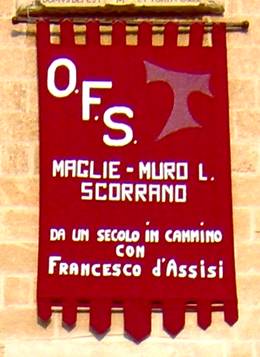 O.F.S.
MAGLIE - MURO L.
SCORRANO
DA UN SECOLO IN CAMMINO
CON
FRANCESCO d'ASSISI